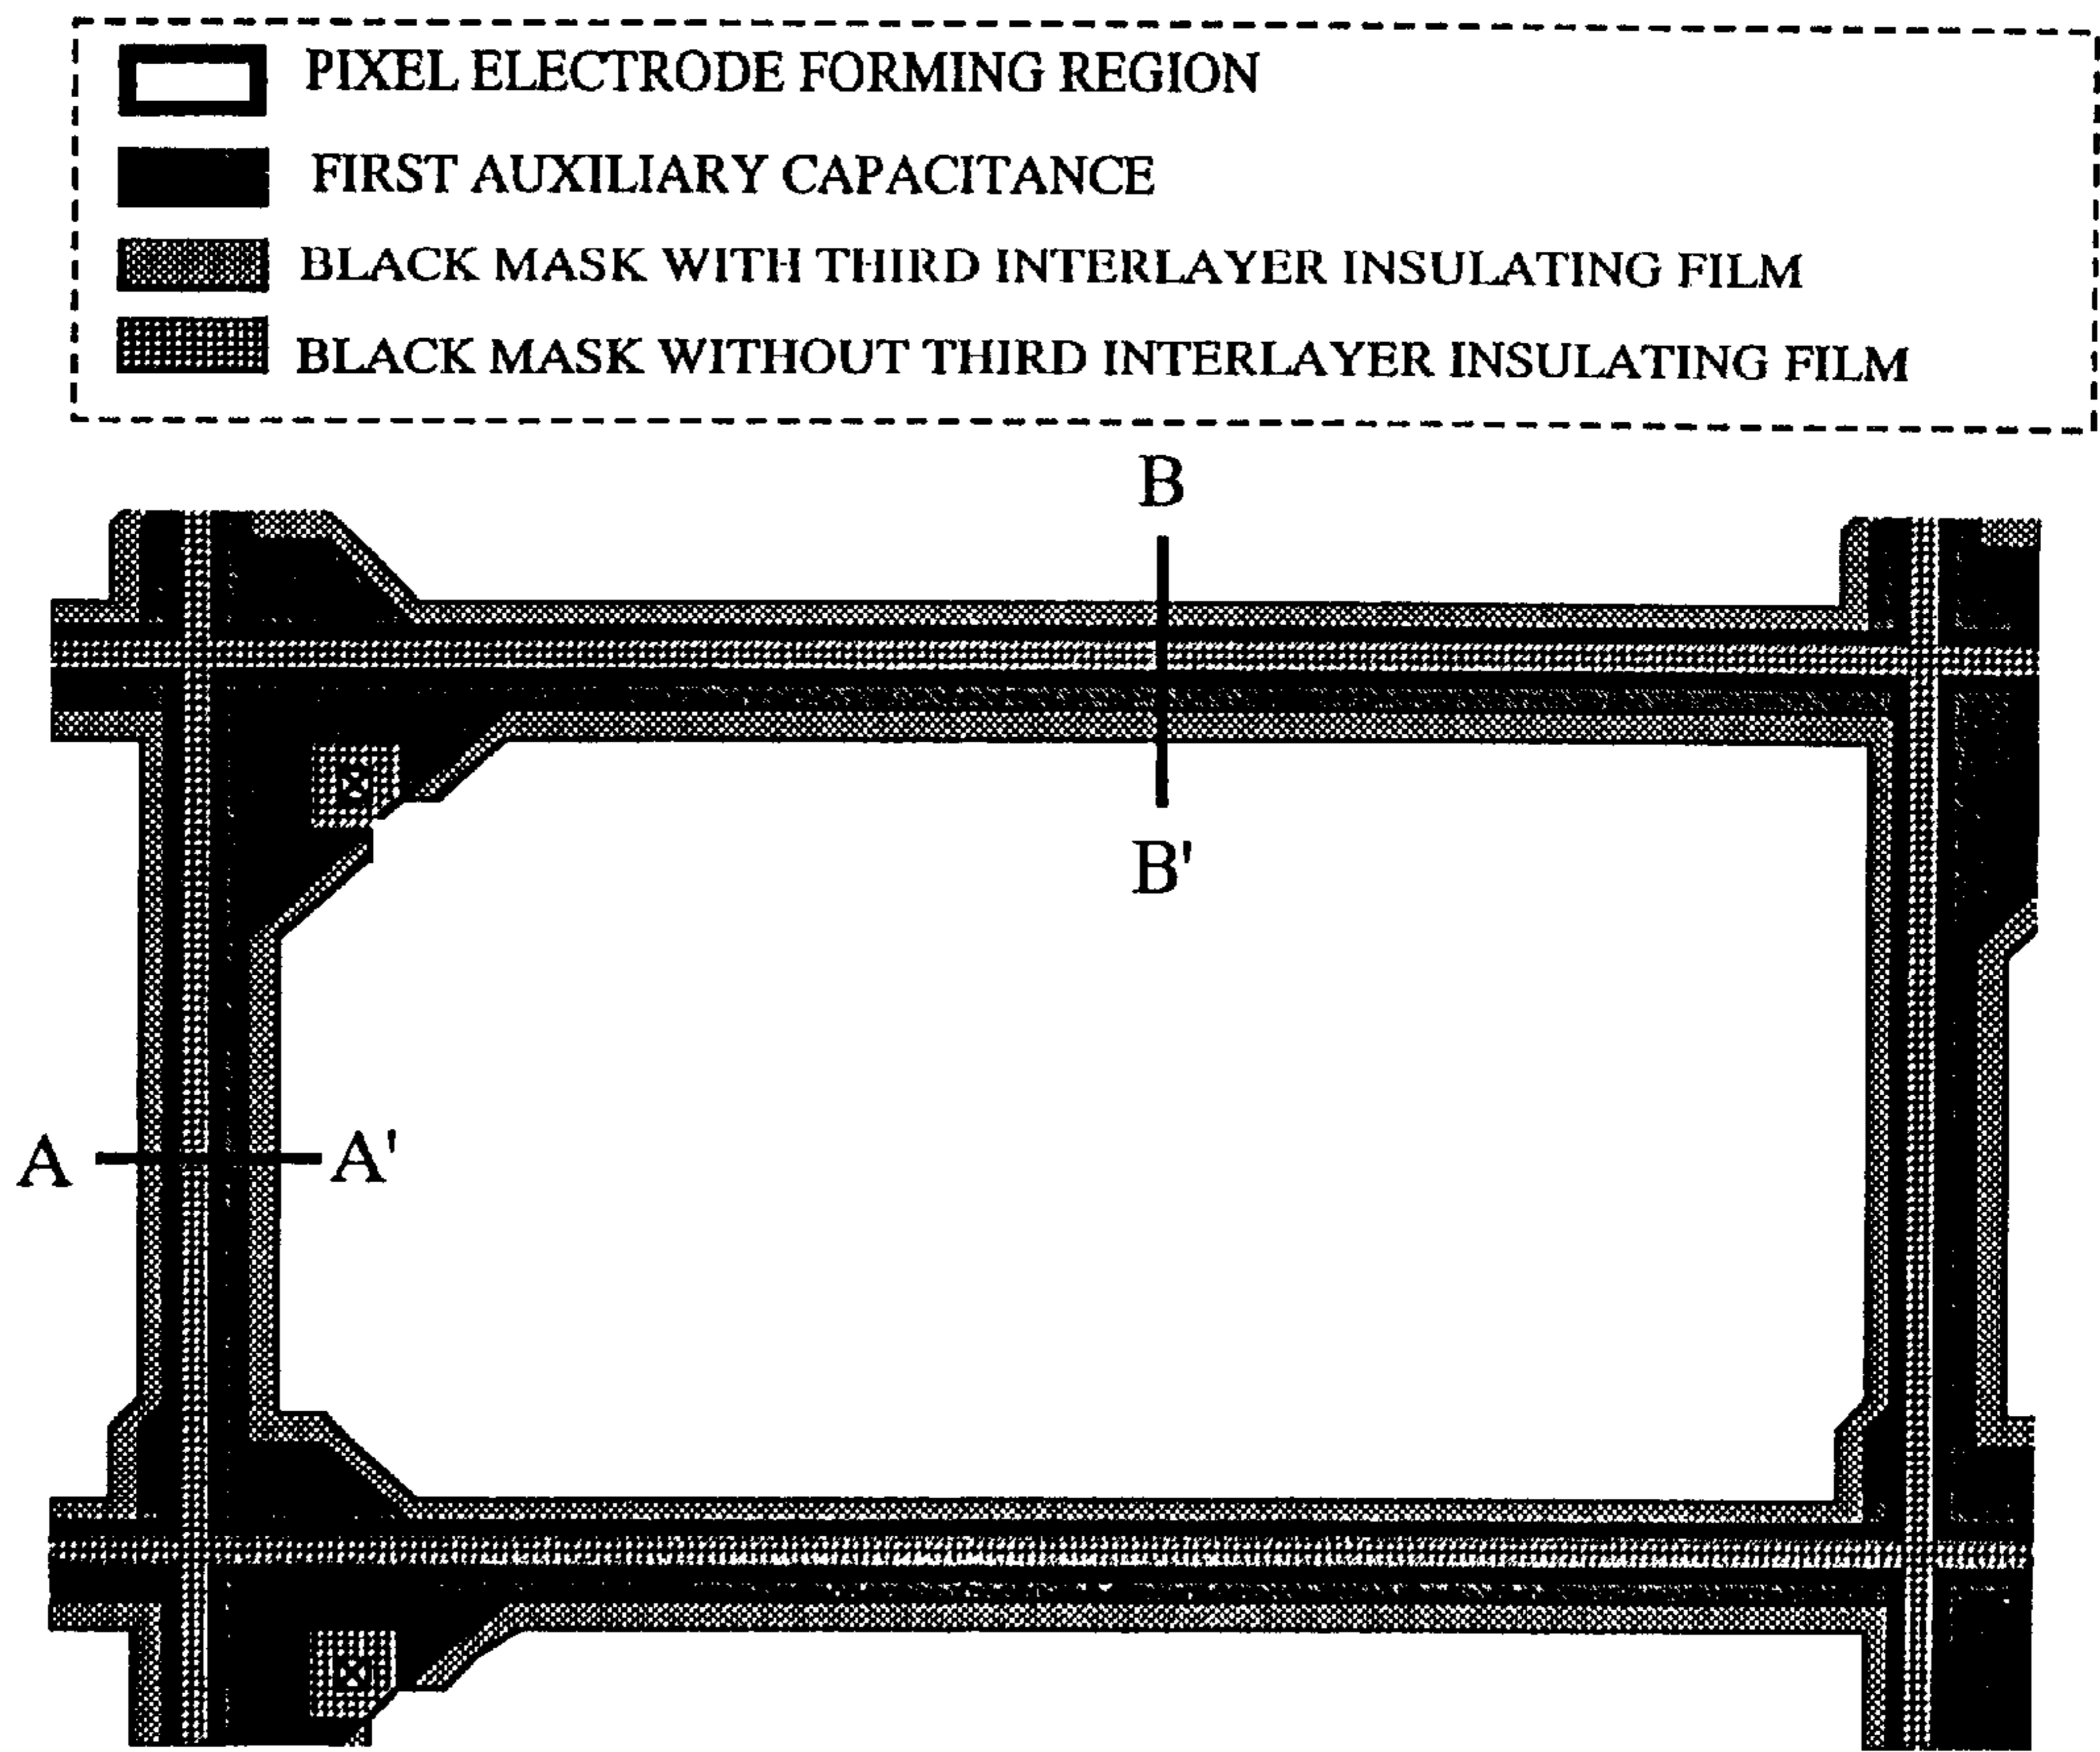 PIXEL ELECTRODE FORMING REGION
FIRST AUXILIARY CAPACITANCE
BLACK MASK WITH THIRD INTERLAYER INSULATING FILM
BLACK MASK WITHOUT THIRD INTERLAYER INSULATING FILM
B
B'
A
A'